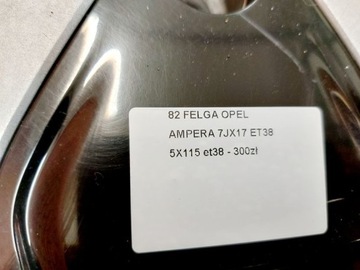 82 FELGA OPEL
AMPERA 7JX17 ET38
5X115 et38 - 300zł